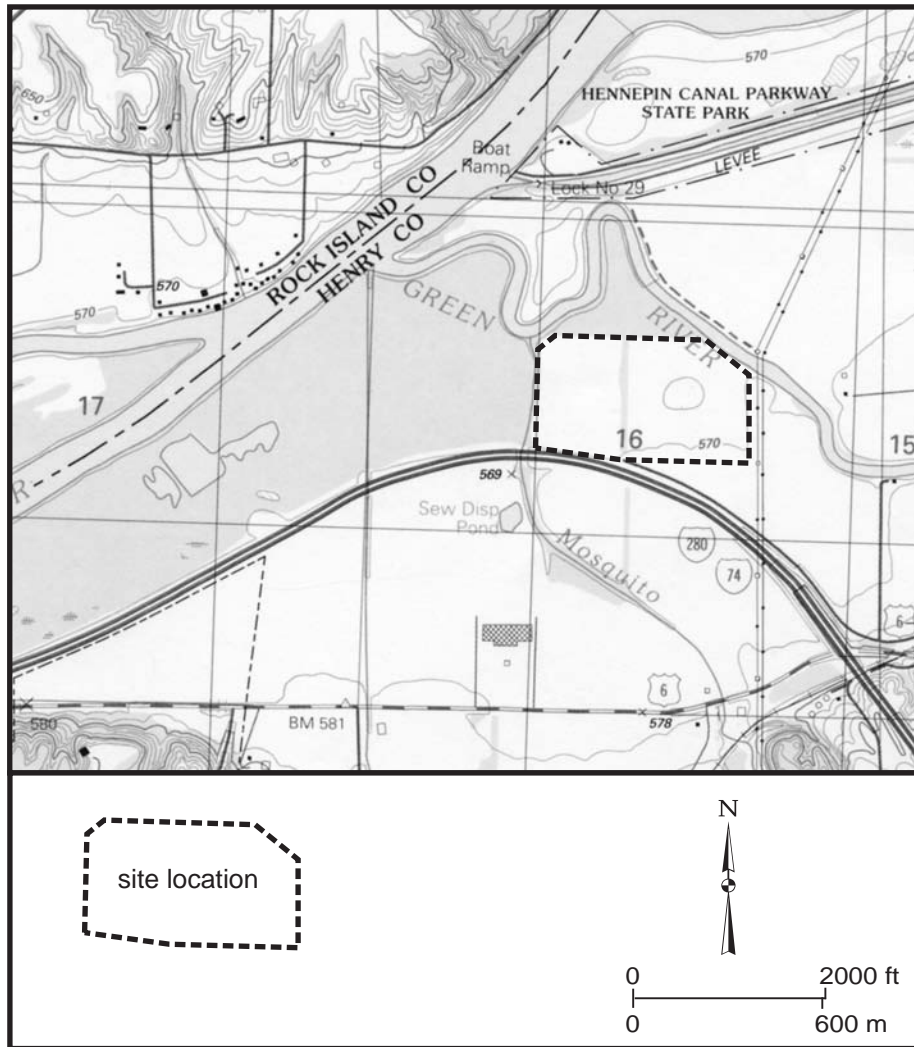 570
650
HENNEPIN CANAL PARKWAY
STATE PARK
Boat
Ramp
LEVEE
Lock No 29
ROCK ISLAND CO
HENRY CO
570
570
GREEN
RIVER
17
16
570
15
569
Sew Disp
Pond
280
74
Mosquito
6
R
6
580
BM 581
578
site location
N
0 2000 ft
0 600 m